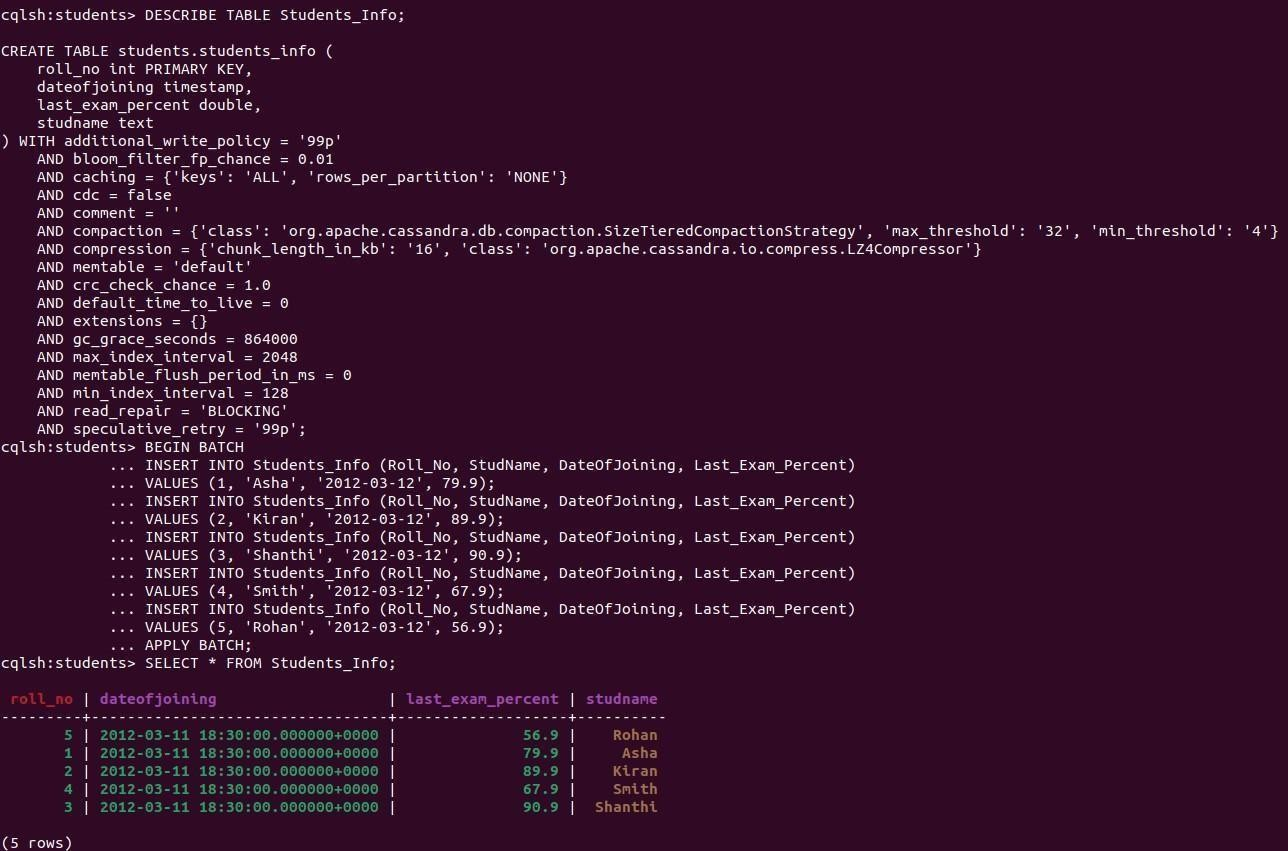 cqlsh:students> DESCRIBE TABLE Students_Info;
CREATE TABLE students.students_info (
    roll_no int PRIMARY KEY,
    dateofjoining timestamp,
    last_exam_percent double,
    studname text
) WITH additional_write_policy = '99p'
    AND bloom_filter_fp_chance = 0.01
    AND caching = {'keys': 'ALL', 'rows_per_partition': 'NONE'}
    AND cdc = false
    AND comment = ''
    AND compaction = {'class': 'org.apache.cassandra.db.compaction.SizeTieredCompactionStrategy', 'max_threshold': '32', 'min_threshold': '4'}
    AND compression = {'chunk_length_in_kb': '16', 'class': 'org.apache.cassandra.io.compress.LZ4Compressor'}
    AND memtable = 'default'
    AND crc_check_chance = 1.0
    AND default_time_to_live = 0
    AND extensions = {}
    AND gc_grace_seconds = 864000
    AND max_index_interval = 2048
    AND memtable_flush_period_in_ms = 0
    AND min_index_interval = 128
    AND read_repair = 'BLOCKING'
    AND speculative_retry = '99p';
cqlsh:students> BEGIN BATCH
            ... INSERT INTO Students_Info (Roll_No, StudName, DateOfJoining, Last_Exam_Percent)
            ... VALUES (1, 'Asha', '2012-03-12', 79.9);
            ... INSERT INTO Students_Info (Roll_No, StudName, DateOfJoining, Last_Exam_Percent)
            ... VALUES (2, 'Kiran', '2012-03-12', 89.9);
            ... INSERT INTO Students_Info (Roll_No, StudName, DateOfJoining, Last_Exam_Percent)
            ... VALUES (3, 'Shanthi', '2012-03-12', 90.9);
            ... INSERT INTO Students_Info (Roll_No, StudName, DateOfJoining, Last_Exam_Percent)
            ... VALUES (4, 'Smith', '2012-03-12', 67.9);
            ... INSERT INTO Students_Info (Roll_No, StudName, DateOfJoining, Last_Exam_Percent)
            ... VALUES (5, 'Rohan', '2012-03-12', 56.9);
            ... APPLY BATCH;
cqlsh:students> SELECT * FROM Students_Info;
 roll_no | dateofjoining                   | last_exam_percent | studname
---------+---------------------------------+-------------------+----------
       5 | 2012-03-11 18:30:00.000000+0000 |              56.9 |    Rohan
       1 | 2012-03-11 18:30:00.000000+0000 |              79.9 |     Asha
       2 | 2012-03-11 18:30:00.000000+0000 |              89.9 |    Kiran
       4 | 2012-03-11 18:30:00.000000+0000 |              67.9 |    Smith
       3 | 2012-03-11 18:30:00.000000+0000 |              90.9 |  Shanthi
(5 rows)